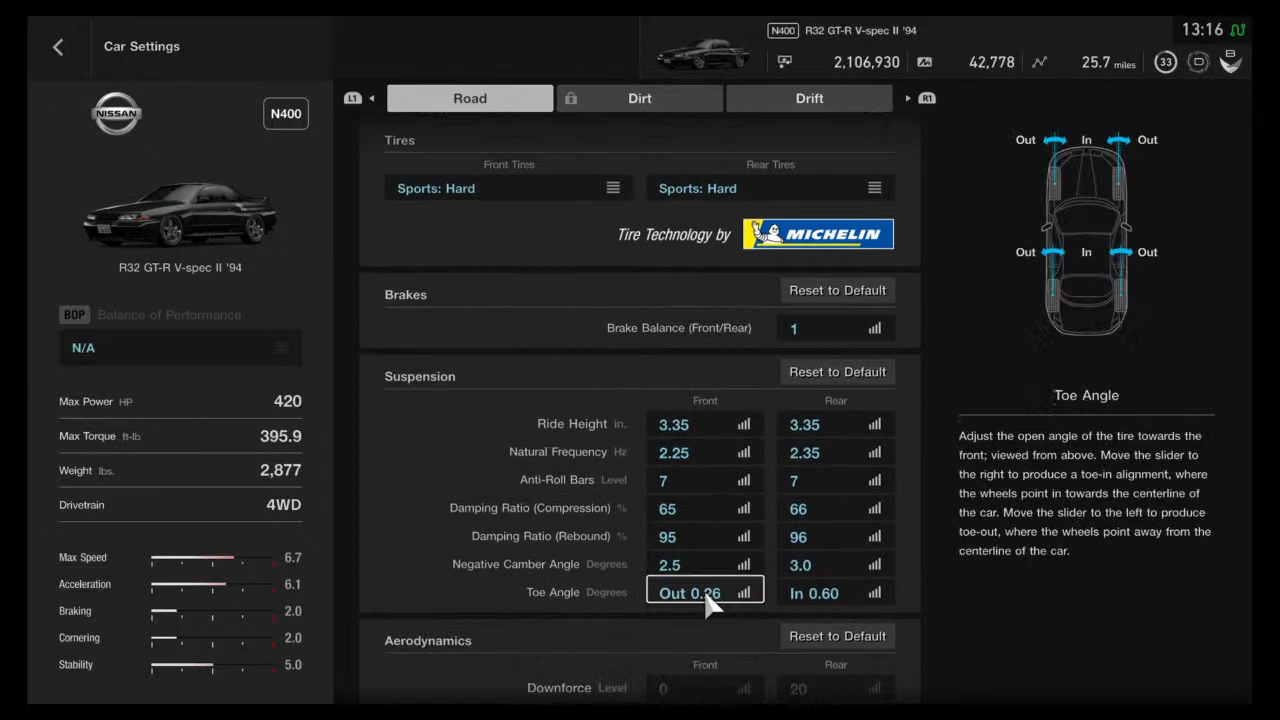 Car Settings
N400 R32 GT-R V-spec II '94
13:16
2,106,930 42,778 25.7 miles 33 D B
NISSAN
N400
R32 GT-R V-spec II '94
BOP Balance of Performance
N/A
Max Power HP 420
Max Torque ft-lb 395.9
Weight lbs. 2,877
Drivetrain 4WD
Max Speed 6.7
Acceleration 6.1
Braking 2.0
Cornering 2.0
Stability 5.0
L1 Road Dirt Drift R1
Tires
Front Tires Rear Tires
Sports: Hard Sports: Hard
Tire Technology by MICHELIN
Brakes Reset to Default
Brake Balance (Front/Rear) 1
Suspension Reset to Default
Front Rear
Ride Height in. 3.35 3.35
Natural Frequency Hz 2.25 2.35
Anti-Roll Bars Level 7 7
Damping Ratio (Compression) % 65 66
Damping Ratio (Rebound) % 95 96
Negative Camber Angle Degrees 2.5 3.0
Toe Angle Degrees Out 0.26 In 0.60
Aerodynamics Reset to Default
Front Rear
Downforce Level 0 20
Out In Out
Out In Out
Toe Angle
Adjust the open angle of the tire towards the
front; viewed from above. Move the slider to
the right to produce a toe-in alignment, where
the wheels point in towards the centerline of
the car. Move the slider to the left to produce
toe-out, where the wheels point away from the
centerline of the car.